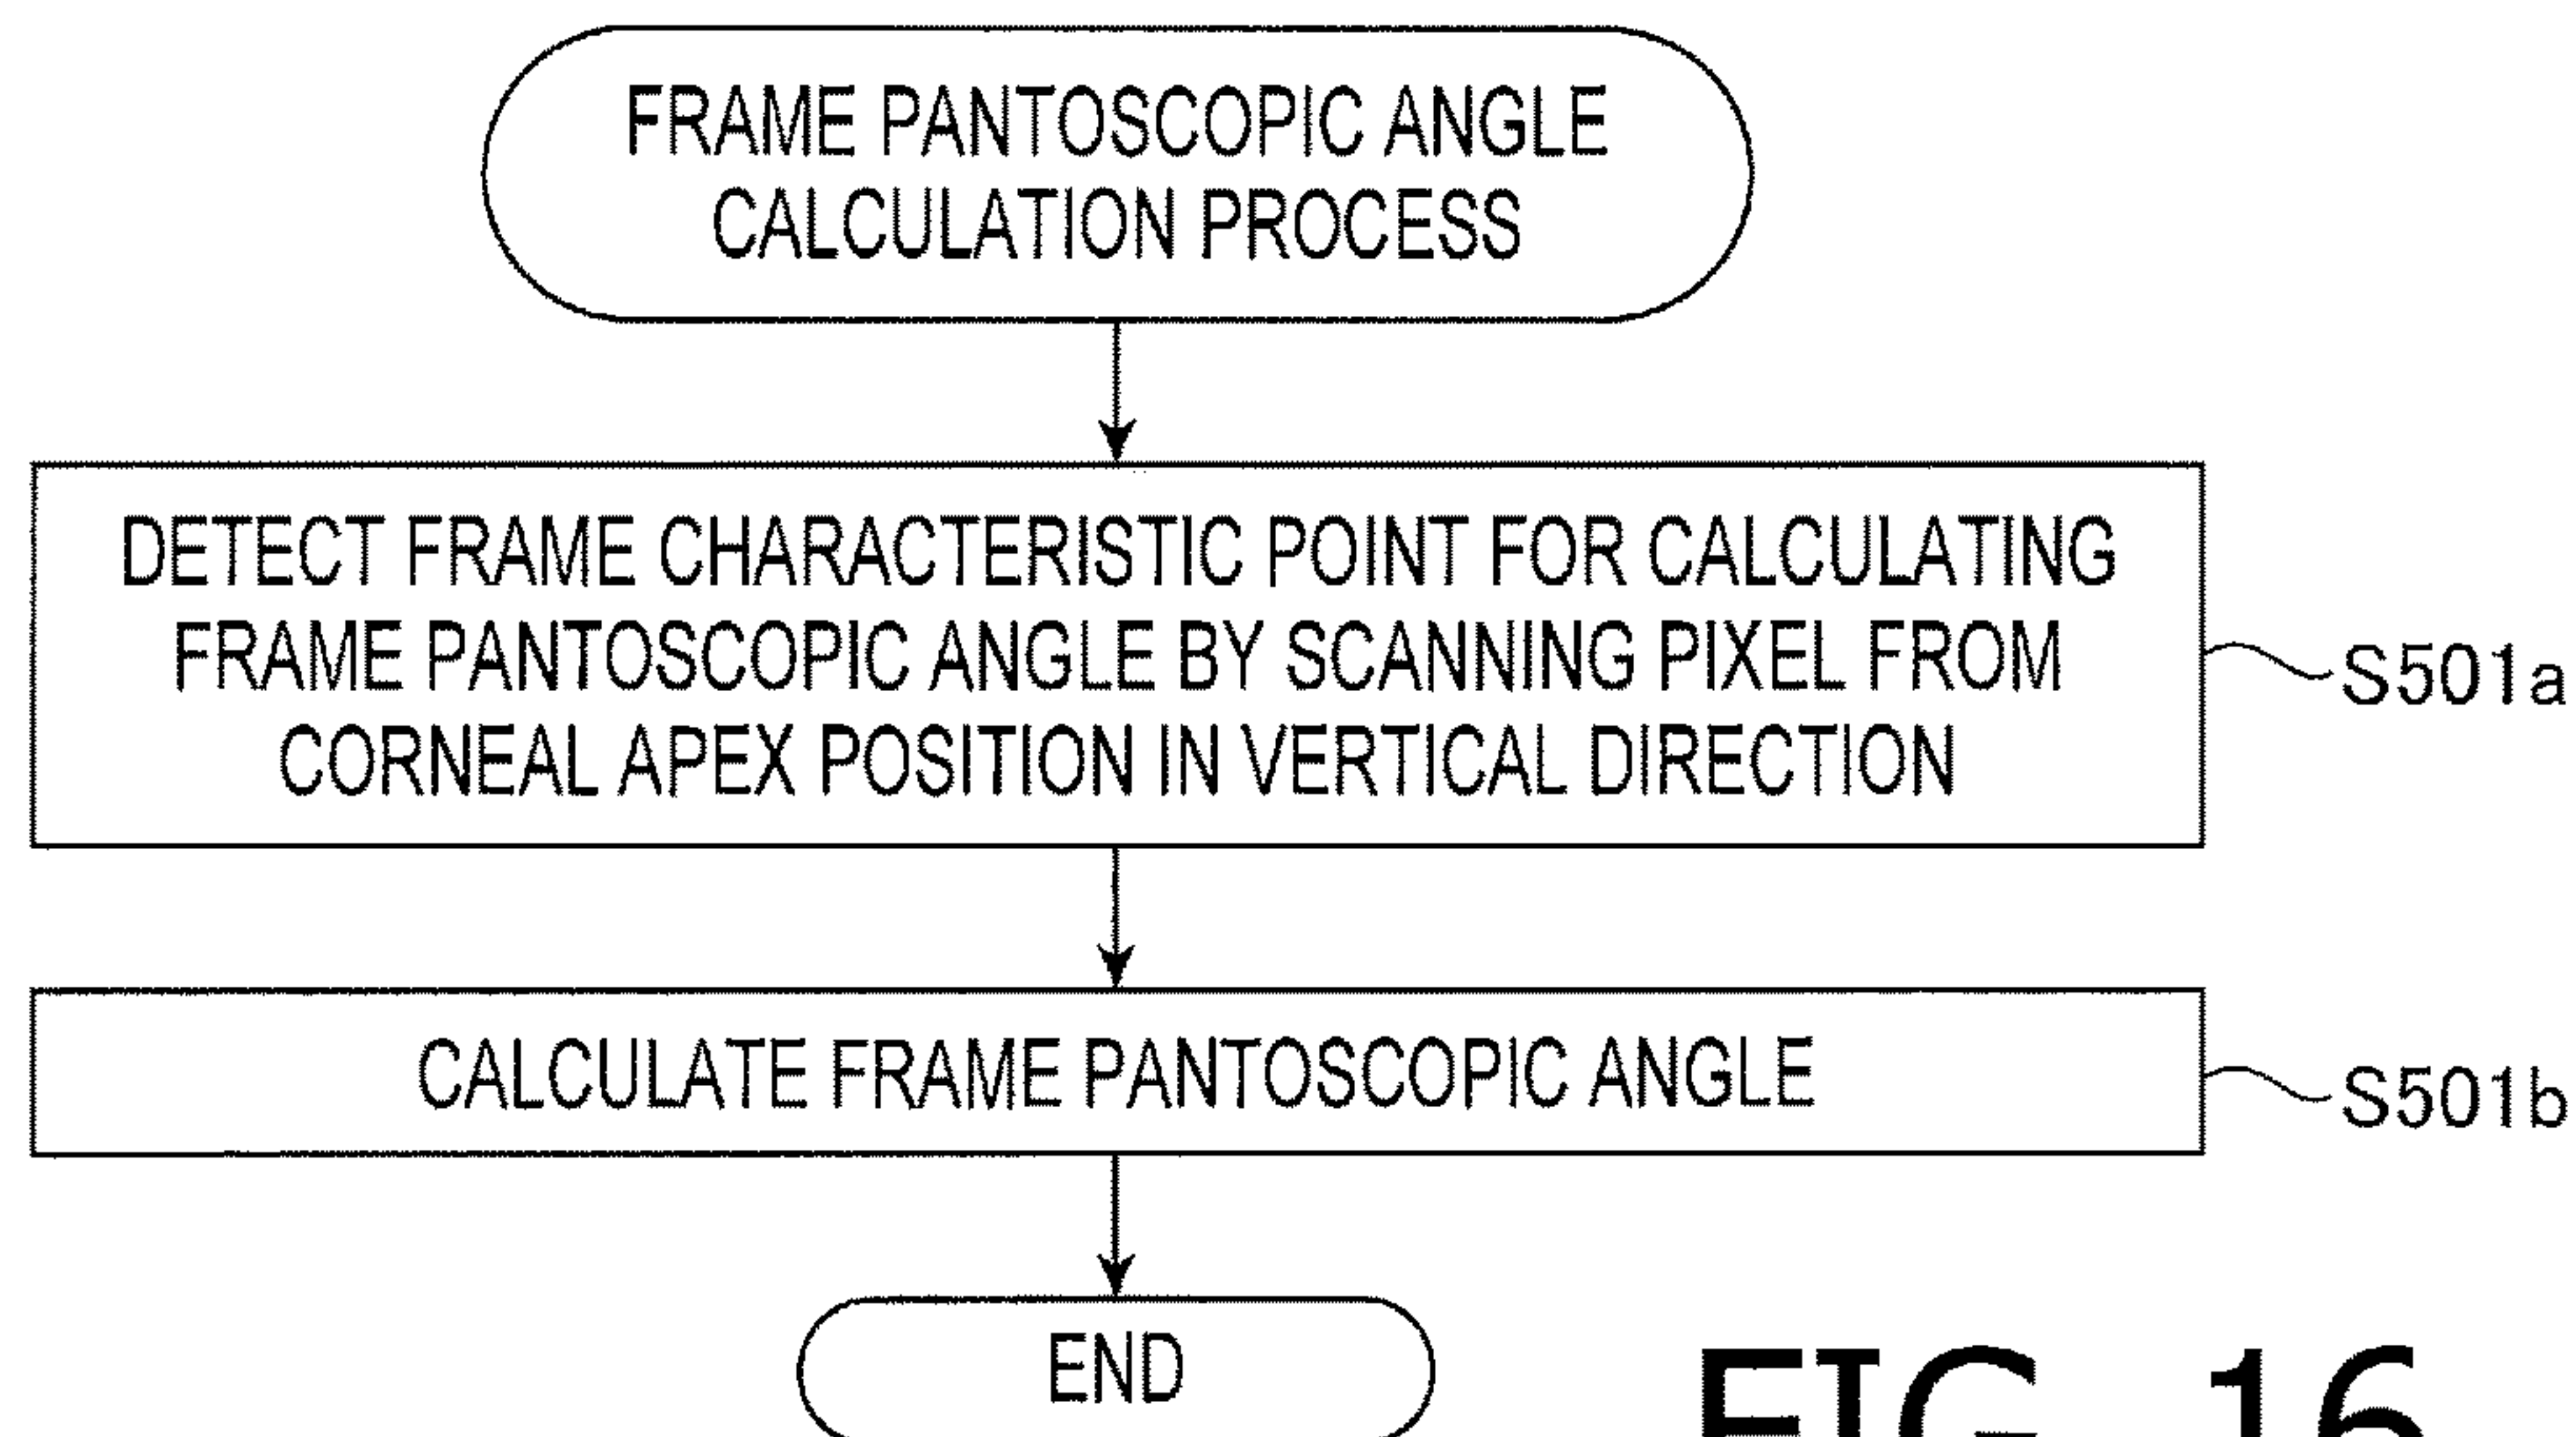 FRAME PANTOSCOPIC ANGLE
CALCULATION PROCESS
DETECT FRAME CHARACTERISTIC POINT FOR CALCULATING
FRAME PANTOSCOPIC ANGLE BY SCANNING PIXEL FROM
CORNEAL APEX POSITION IN VERTICAL DIRECTION
S501a
CALCULATE FRAME PANTOSCOPIC ANGLE
S501b
END
FIG. 16